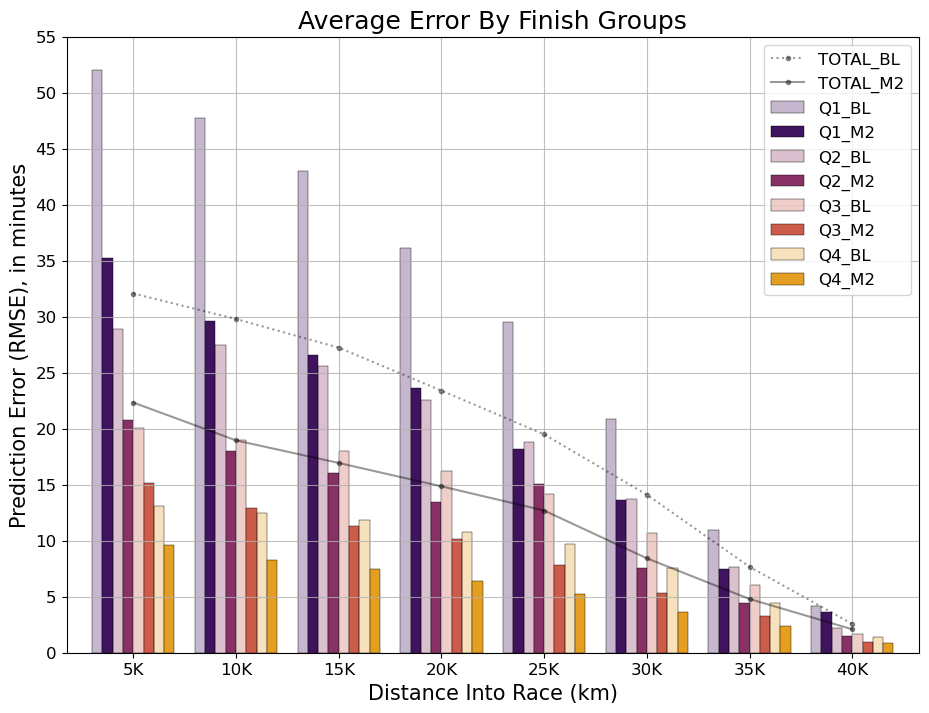 Average Error By Finish Groups
Prediction Error (RMSE), in minutes
55
50
45
40
35
30
25
20
15
10
5
0
TOTAL_BL
TOTAL_M2
Q1_BL
Q1_M2
Q2_BL
Q2_M2
Q3_BL
Q3_M2
Q4_BL
Q4_M2
5K 10K 15K 20K 25K 30K 35K 40K
Distance Into Race (km)